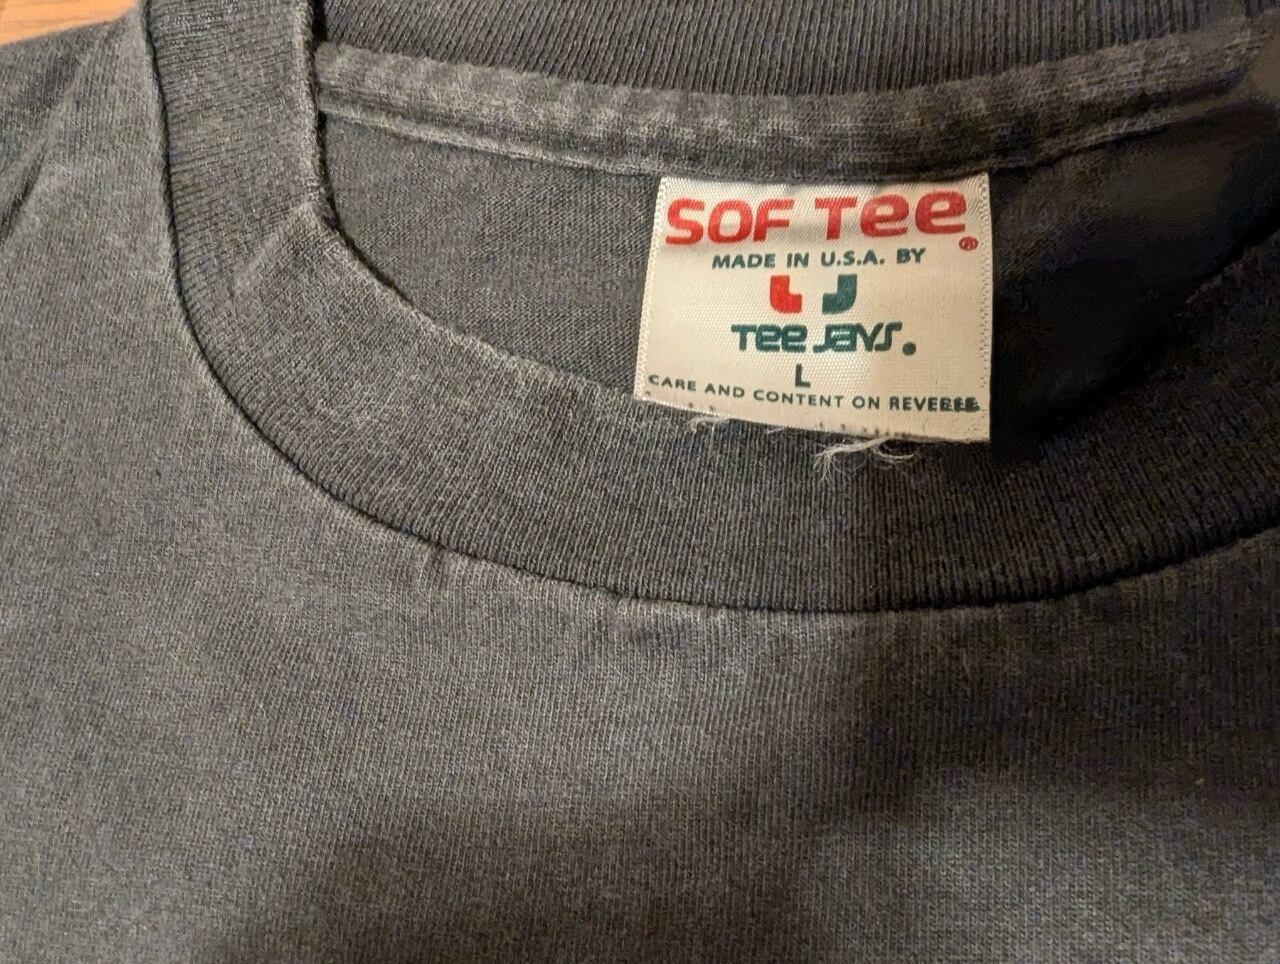 SOF TEE®
MADE IN U.S.A. BY
TEE JAYS.
L
CARE AND CONTENT ON REVERSE